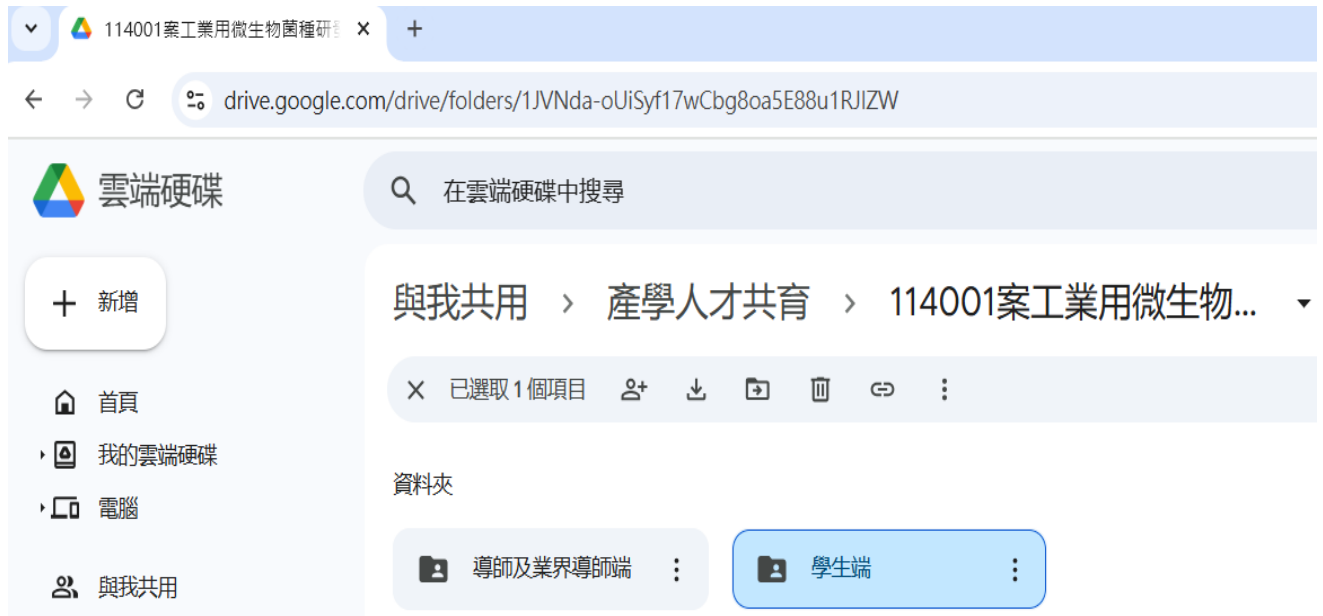 114001案工業用微生物菌種研發
drive.google.com/drive/folders/1JVNda-oUiSyf17wCbg8oa5E88u1RJIZW
雲端硬碟
在雲端硬碟中搜尋
新增
與我共用 › 產學人才共育 › 114001案工業用微生物...
已選取 1 個項目
首頁
我的雲端硬碟
電腦
與我共用
資料夾
導師及業界導師端
學生端